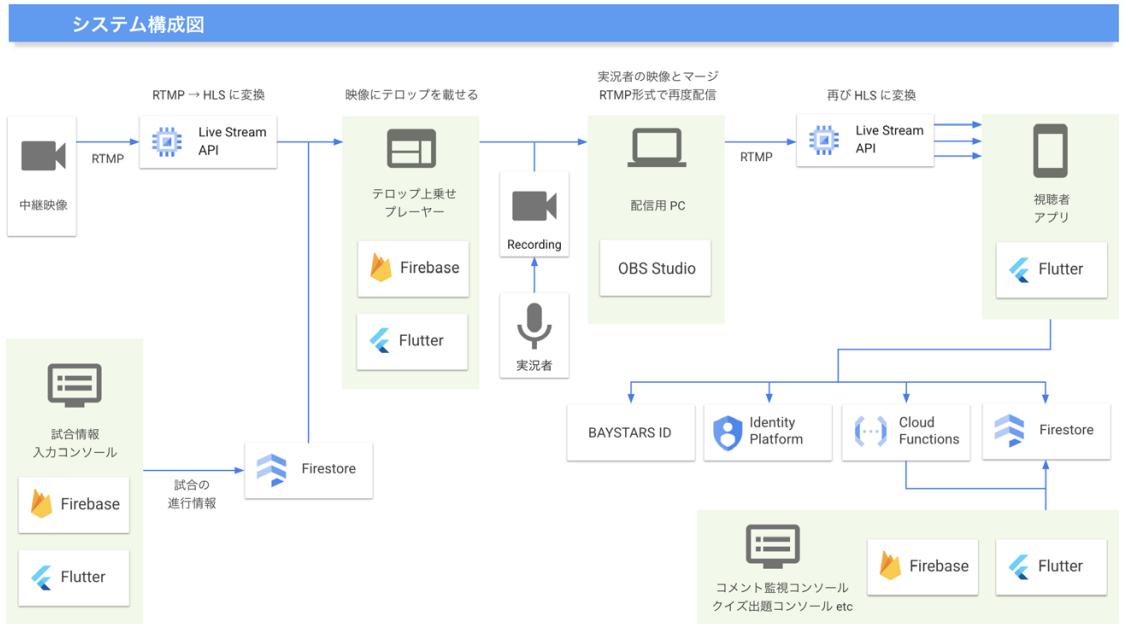 システム構成図
RTMP → HLS に変換
映像にテロップを載せる
実況者の映像とマージ
RTMP形式で再度配信
再び HLS に変換
中継映像
RTMP
Live Stream
API
テロップ上乗せ
プレーヤー
Firebase
Flutter
Recording
実況者
配信用 PC
OBS Studio
RTMP
Live Stream
API
視聴者
アプリ
Flutter
試合情報
入力コンソール
Firebase
Flutter
試合の
進行情報
Firestore
BAYSTARS ID
Identity
Platform
Cloud
Functions
Firestore
コメント監視コンソール
クイズ出題コンソール etc
Firebase
Flutter